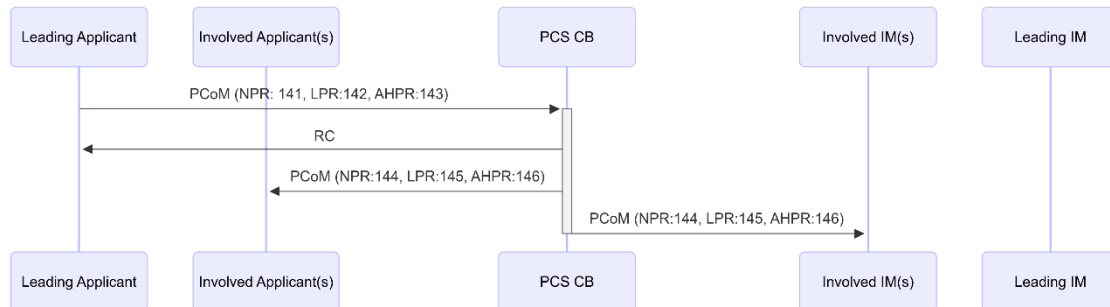 Leading Applicant
Involved Applicant(s)
PCS CB
Involved IM(s)
Leading IM
PCoM (NPR: 141, LPR:142, AHPR:143)
RC
PCoM (NPR:144, LPR:145, AHPR:146)
PCoM (NPR:144, LPR:145, AHPR:146)
Leading Applicant
Involved Applicant(s)
PCS CB
Involved IM(s)
Leading IM